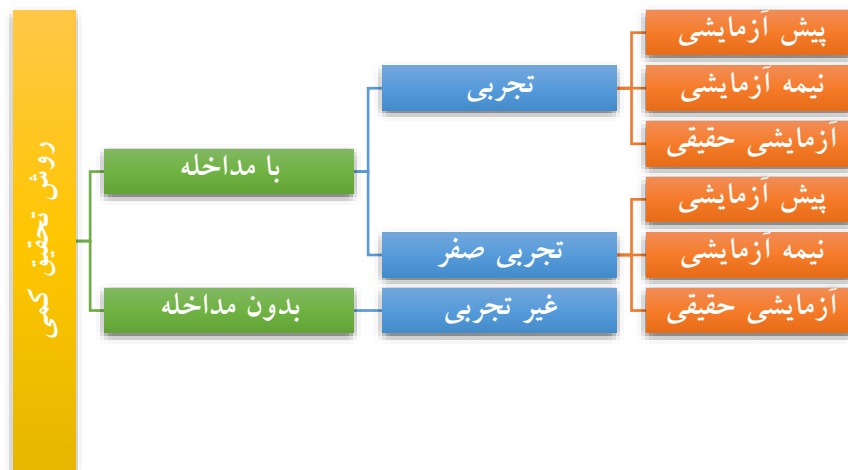 روش تحقیق کمی
با مداخله
تجربی
پیش آزمایشی
نیمه آزمایشی
آزمایشی حقیقی
تجربی صفر
پیش آزمایشی
نیمه آزمایشی
آزمایشی حقیقی
بدون مداخله
غیر تجربی